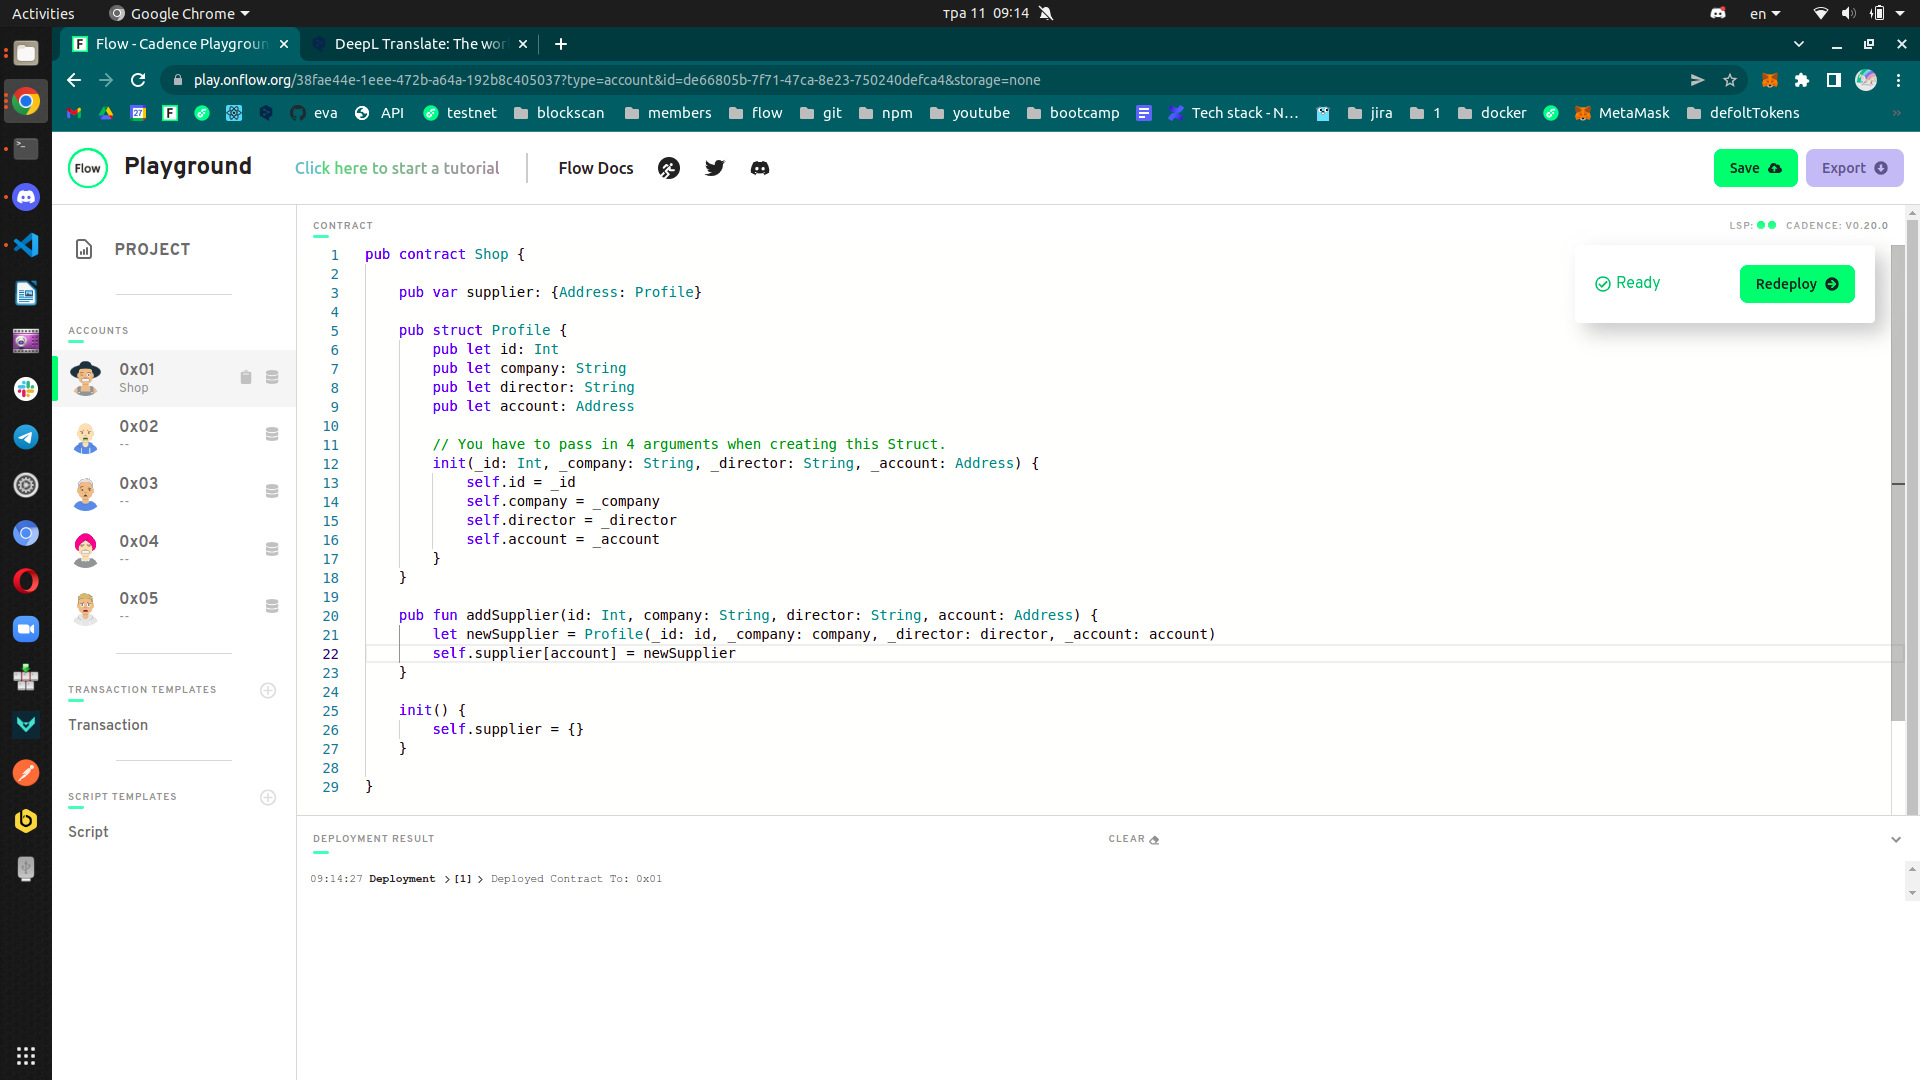 Activities
Google Chrome
тра 11 09:14
en
Flow - Cadence Playgroun
DeepL Translate: The wor
play.onflow.org/38fae44e-1eee-472b-a64a-192b8c405037?type=account&id=de66805b-7f71-47ca-8e23-750240defca4&storage=none
eva
API
testnet
blockscan
members
flow
git
npm
youtube
bootcamp
Tech stack - N...
jira
1
docker
MetaMask
defoltTokens
Flow
Playground
Click here to start a tutorial
Flow Docs
Save
Export
PROJECT
ACCOUNTS
0x01
Shop
0x02
--
0x03
--
0x04
--
0x05
--
TRANSACTION TEMPLATES
Transaction
SCRIPT TEMPLATES
Script
CONTRACT
LSP:
CADENCE: V0.20.0
Ready
Redeploy
1 pub contract Shop {
2
3 pub var supplier: {Address: Profile}
4
5 pub struct Profile {
6 pub let id: Int
7 pub let company: String
8 pub let director: String
9 pub let account: Address
10
11 // You have to pass in 4 arguments when creating this Struct.
12 init(_id: Int, _company: String, _director: String, _account: Address) {
13 self.id = _id
14 self.company = _company
15 self.director = _director
16 self.account = _account
17 }
18 }
19
20 pub fun addSupplier(id: Int, company: String, director: String, account: Address) {
21 let newSupplier = Profile(_id: id, _company: company, _director: director, _account: account)
22 self.supplier[account] = newSupplier
23 }
24
25 init() {
26 self.supplier = {}
27 }
28
29 }
DEPLOYMENT RESULT
CLEAR
09:14:27 Deployment >[1] > Deployed Contract To: 0x01